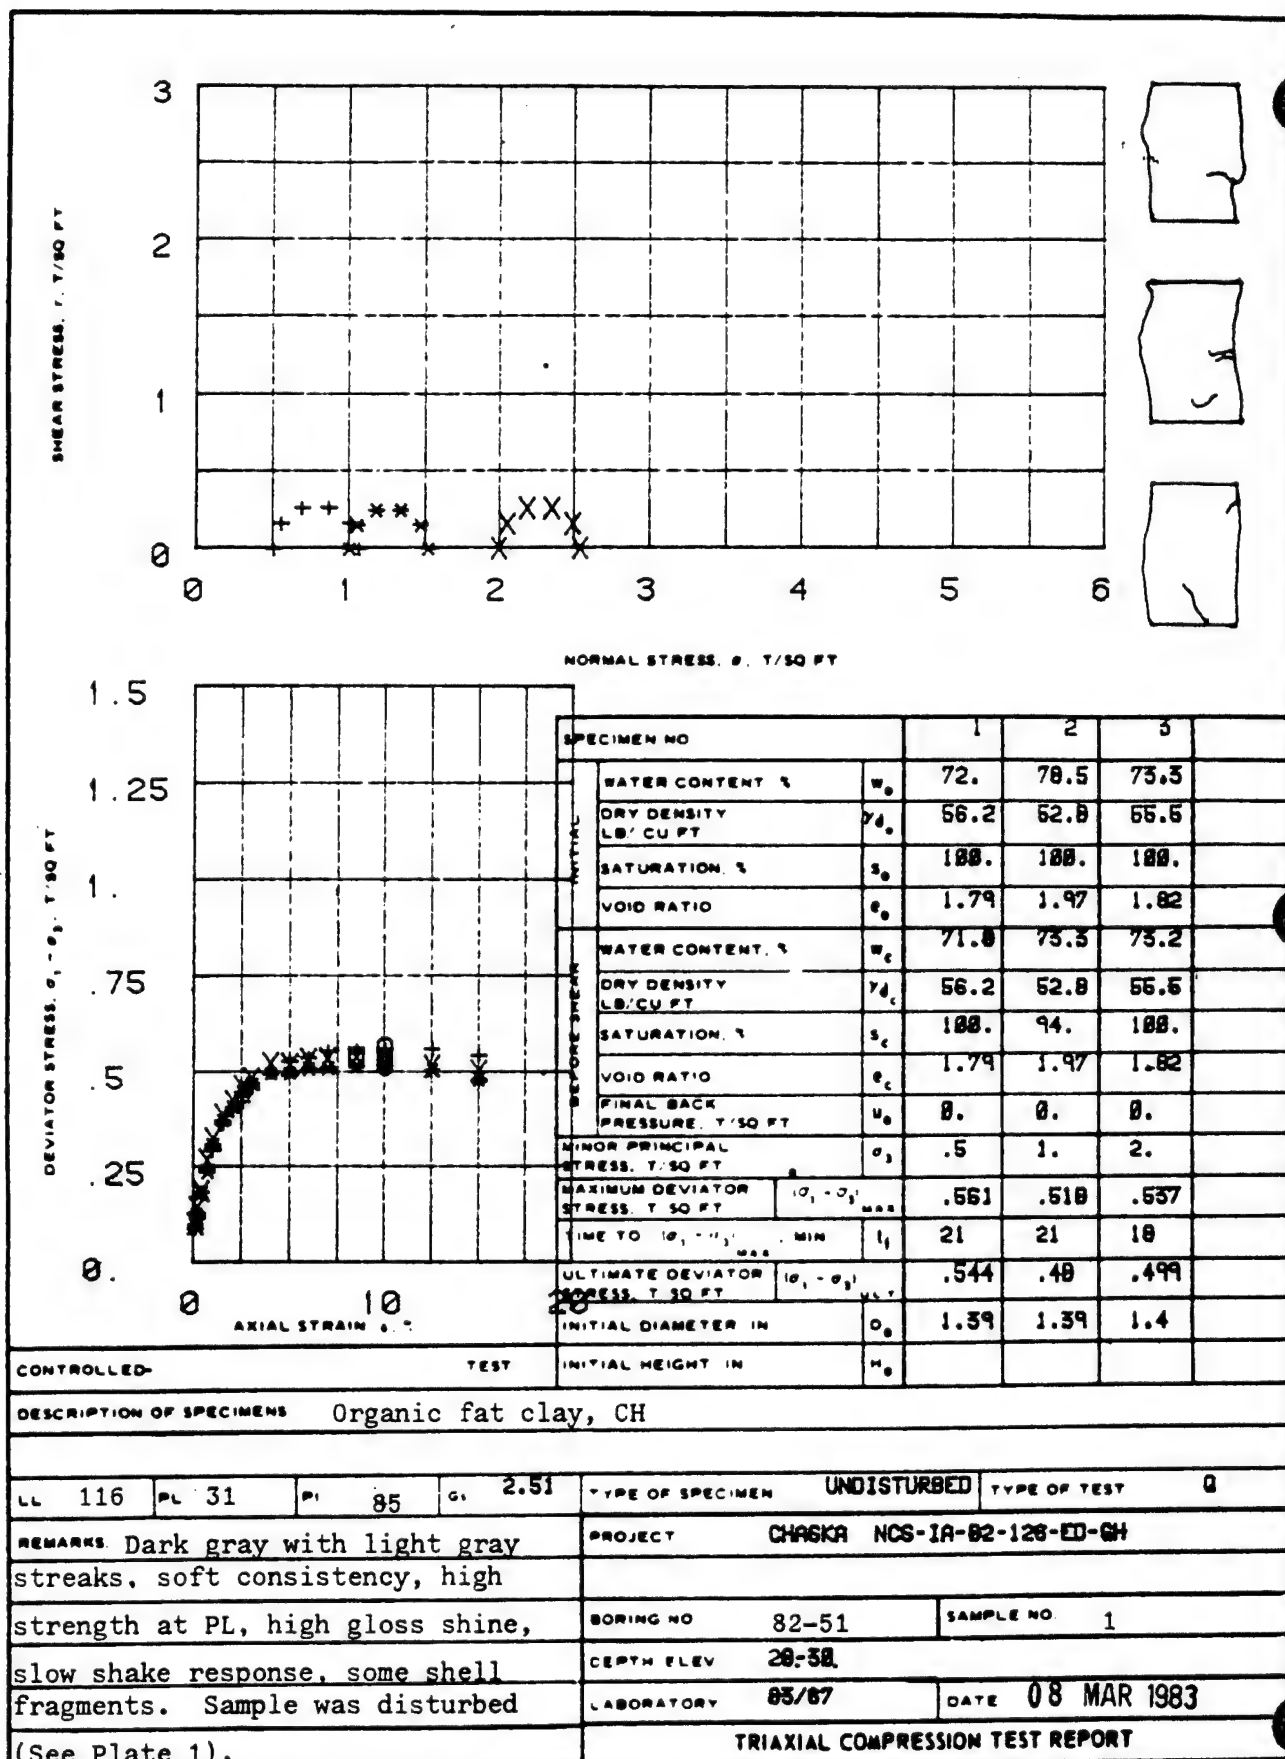 3
2
1
0
SHEAR STRESS, τ, T/SQ FT
0 1 2 3 4 5 6
NORMAL STRESS, σ, T/SQ FT
1.5
1.25
1.
.75
.5
.25
0.
DEVIATOR STRESS, σ₁ - σ₃, T/SQ FT
0 10 20
AXIAL STRAIN
SPECIMEN NO 1 2 3
INITIAL
WATER CONTENT % w₀ 72. 78.5 73.3
DRY DENSITY LB/CU FT γd₀ 56.2 52.8 55.5
SATURATION, % S₀ 100. 100. 100.
VOID RATIO e₀ 1.79 1.97 1.82
BEFORE SHEAR
WATER CONTENT, % w_c 71.8 73.3 73.2
DRY DENSITY LB/CU FT γd_c 56.2 52.8 55.5
SATURATION, % S_c 100. 94. 100.
VOID RATIO e_c 1.79 1.97 1.82
FINAL BACK PRESSURE, T/SQ FT u₀ 0. 0. 0.
MINOR PRINCIPAL STRESS, T/SQ FT σ₃ .5 1. 2.
MAXIMUM DEVIATOR STRESS, T SQ FT (σ₁ - σ₃) MAX .561 .518 .537
TIME TO (σ₁ - σ₃) MAX, MIN t_f 21 21 18
ULTIMATE DEVIATOR STRESS, T SQ FT (σ₁ - σ₃) ULT .544 .48 .499
INITIAL DIAMETER IN D₀ 1.39 1.39 1.4
CONTROLLED- TEST INITIAL HEIGHT IN H₀
DESCRIPTION OF SPECIMENS Organic fat clay, CH
LL 116 PL 31 PI 85 Gs 2.51 TYPE OF SPECIMEN UNDISTURBED TYPE OF TEST Q
REMARKS. Dark gray with light gray
streaks, soft consistency, high
strength at PL, high gloss shine,
slow shake response, some shell
fragments. Sample was disturbed
(See Plate 1).
PROJECT CHASKA NCS-IA-82-126-ED-GH
BORING NO 82-51 SAMPLE NO. 1
DEPTH ELEV 28-30.
LABORATORY 83/87 DATE 08 MAR 1983
TRIAXIAL COMPRESSION TEST REPORT